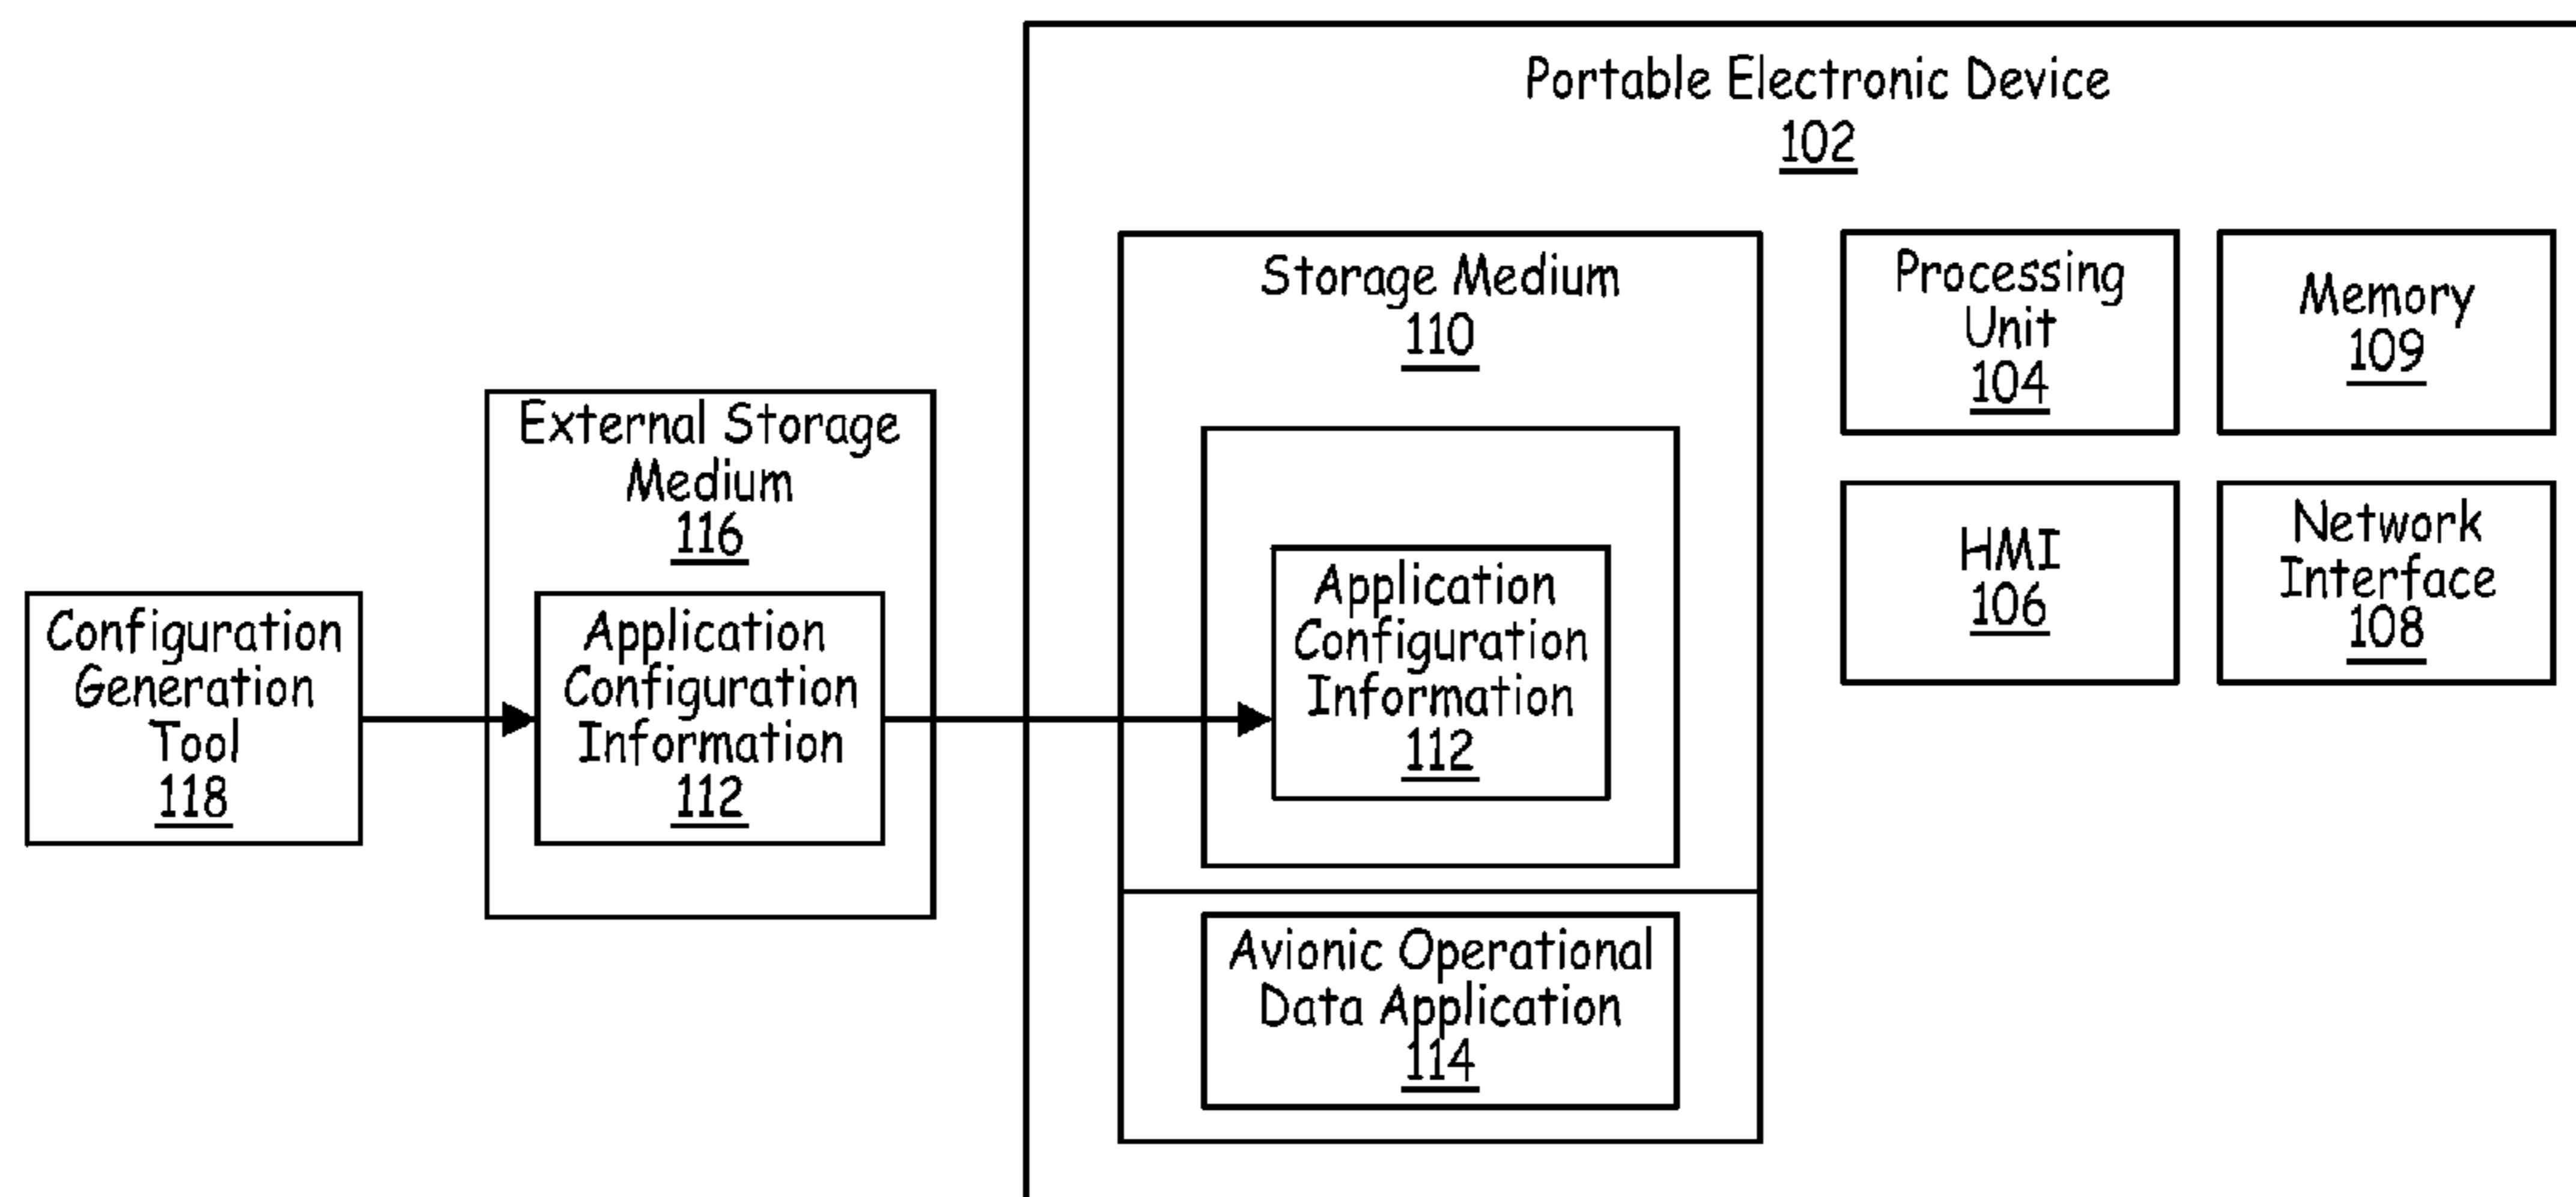 Portable Electronic Device
102
Storage Medium
110
Processing
Unit
104
Memory
109
External Storage
Medium
116
HMI
106
Network
Interface
108
Configuration
Generation
Tool
118
Application
Configuration
Information
112
Application
Configuration
Information
112
Avionic Operational
Data Application
114